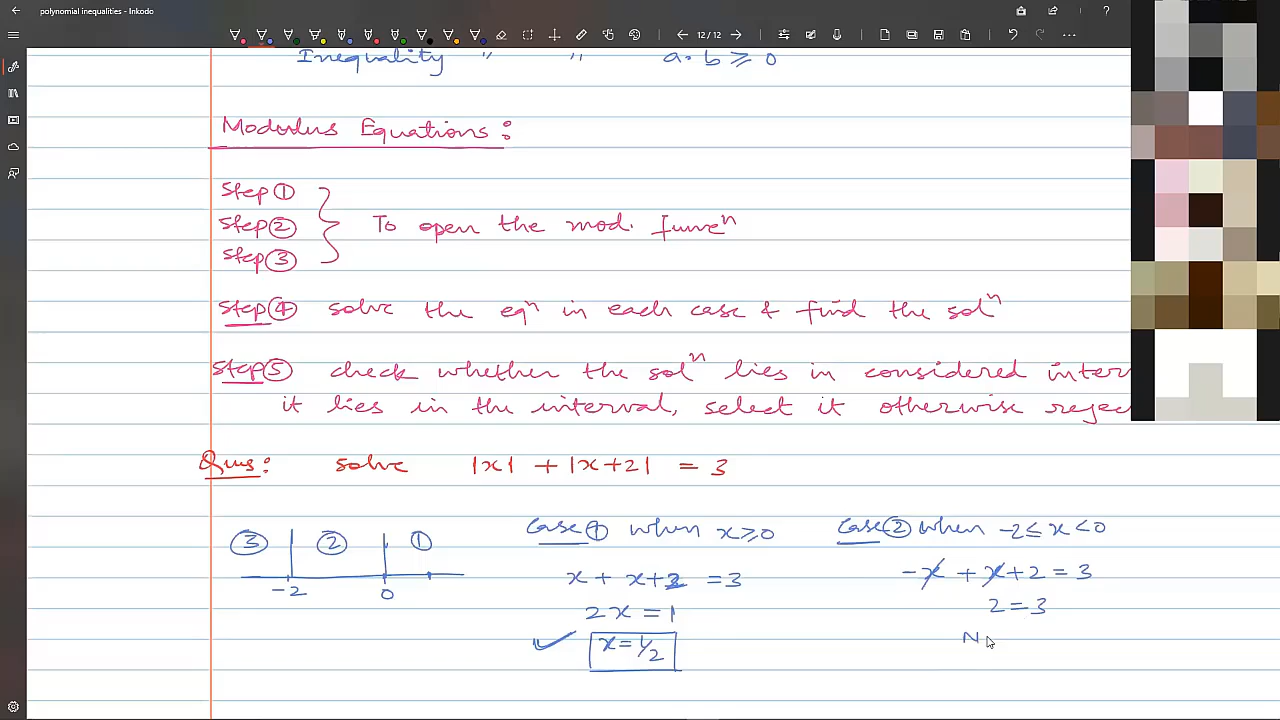 polynomial inequalities - Inkodo
12/12
Inequality " " a·b ≥ 0
Modulus Equations:
Step ①
Step ②
Step ③
To open the mod. funcⁿ
Step ④ solve the eqⁿ in each case & find the solⁿ
Step ⑤ check whether the solⁿ lies in considered inter
it lies in the interval, select it otherwise rejec
Ques: solve |x| + |x+2| = 3
③ ② ①
-2 0
Case ① when x≥0
x + x+2 = 3
2x = 1
✓ x = 1/2
Case ② when -2 ≤ x < 0
-x + x + 2 = 3
2 = 3
N